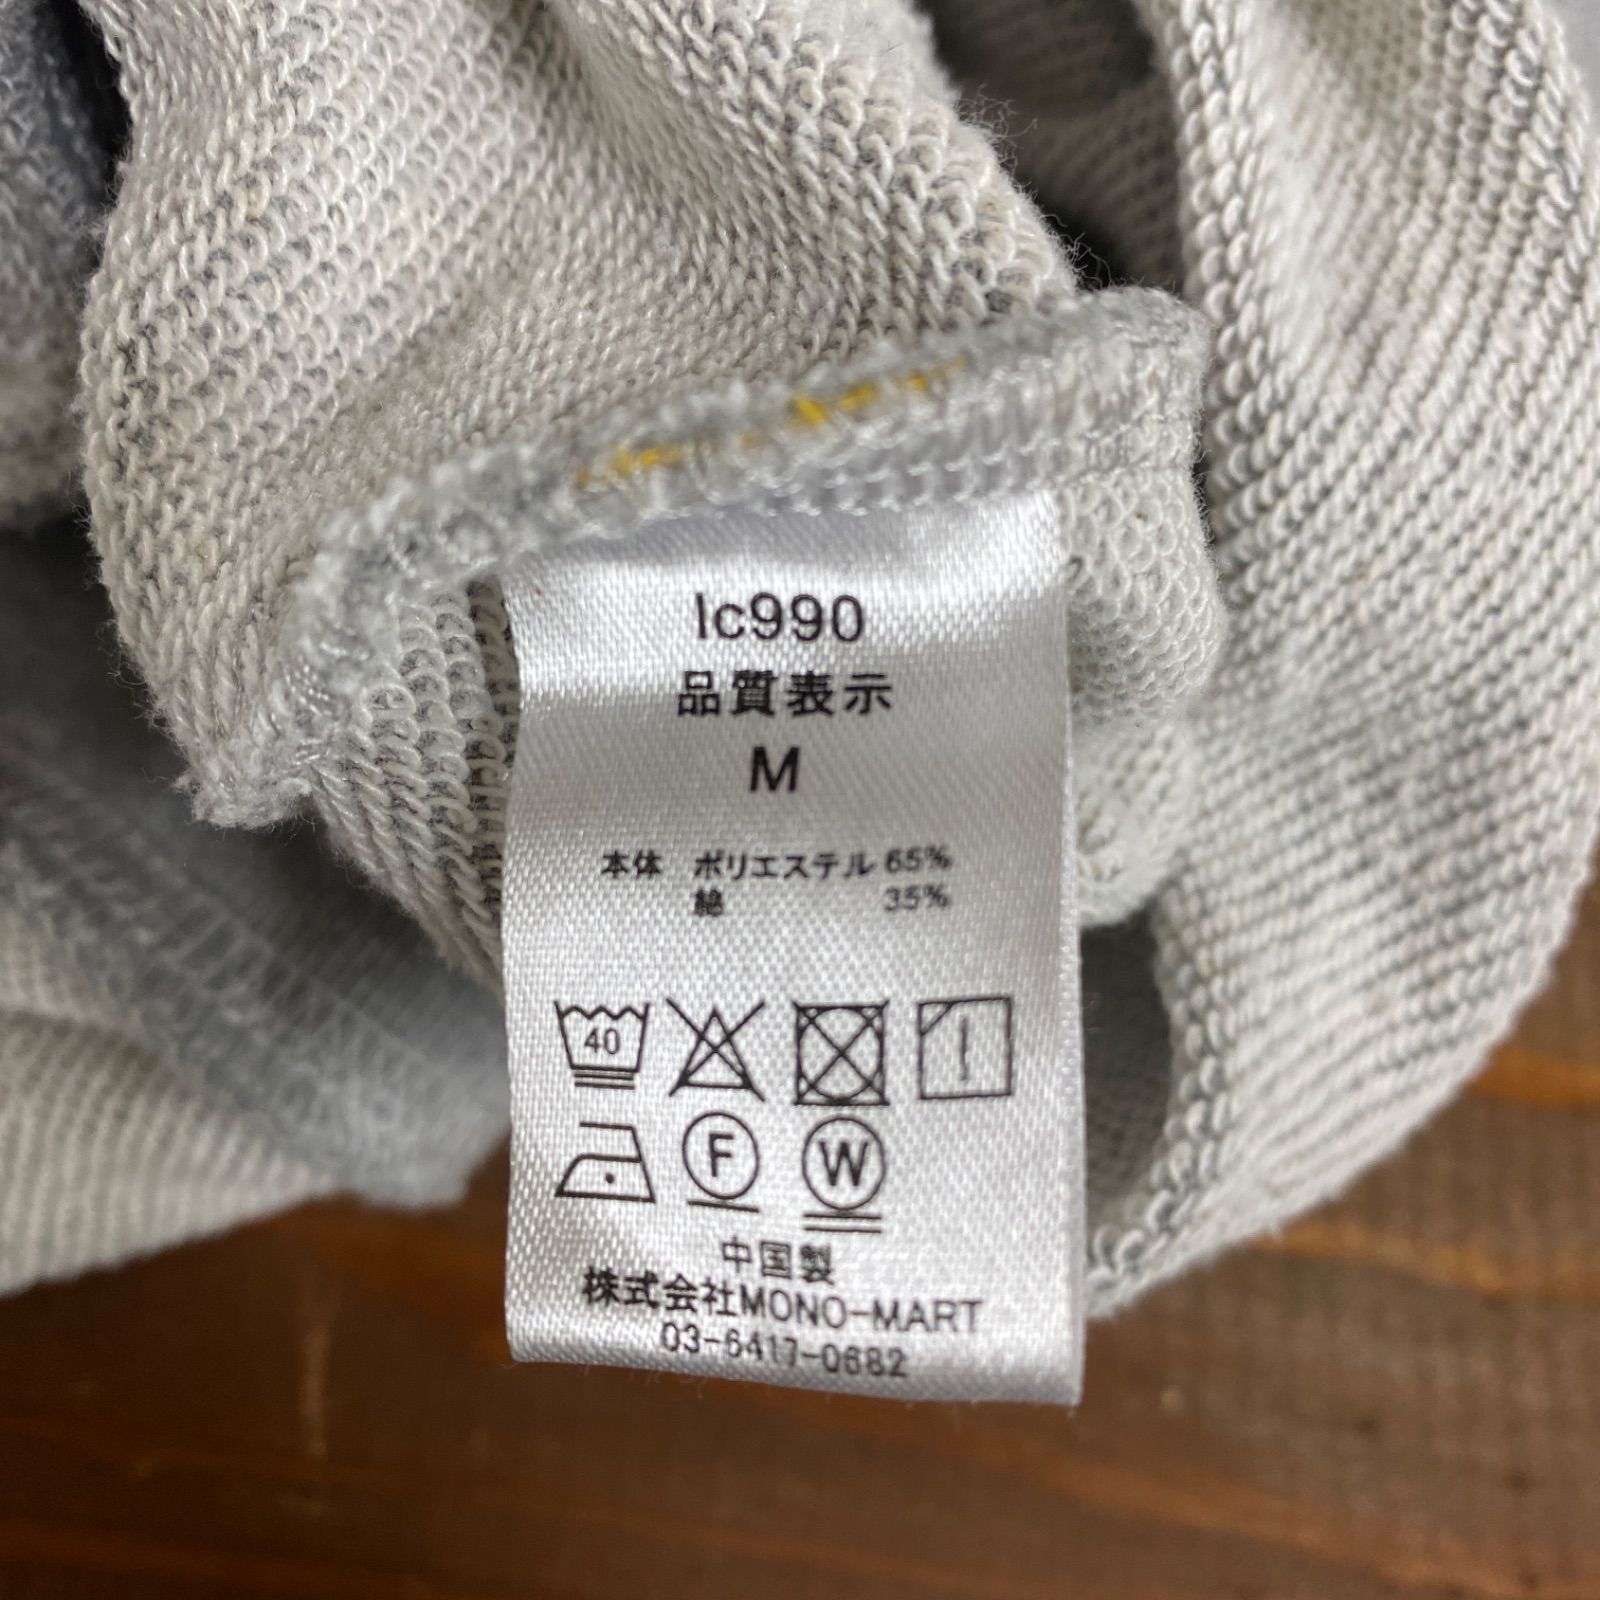 lc990
品質表示
M
本体 ポリエステル 65%
綿 35%
40
F W
中国製
株式会社MONO-MART
03-6417-0682